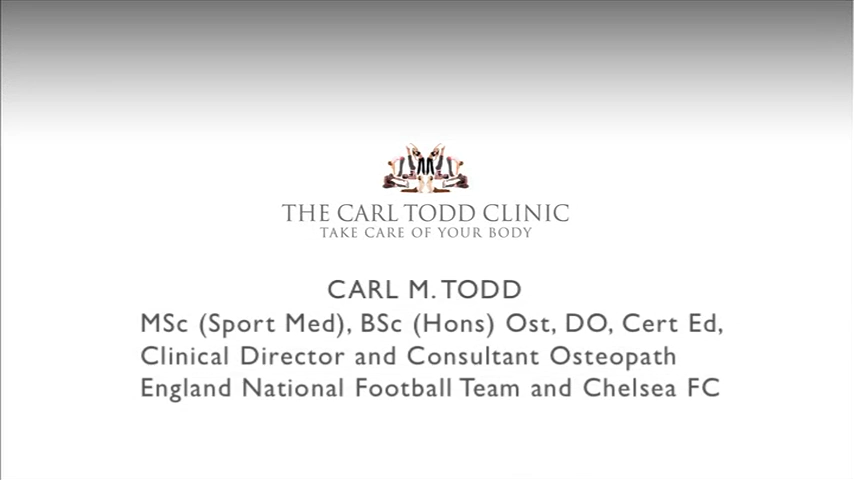 THE CARL TODD CLINIC
TAKE CARE OF YOUR BODY
CARL M. TODD
MSc (Sport Med), BSc (Hons) Ost, DO, Cert Ed,
Clinical Director and Consultant Osteopath
England National Football Team and Chelsea FC